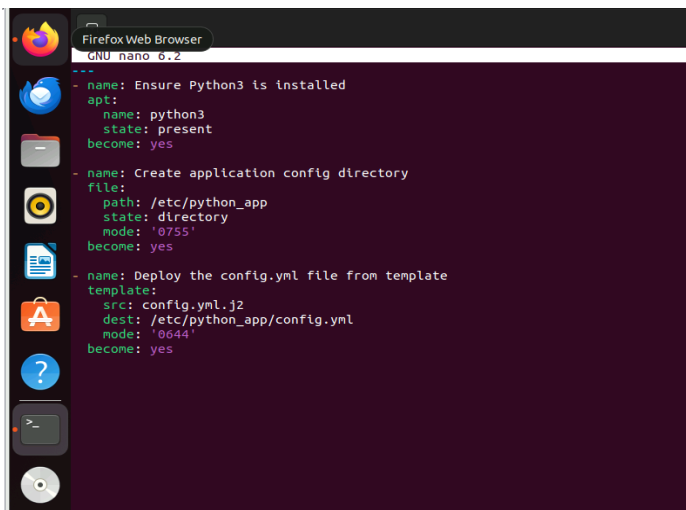 Firefox Web Browser
GNU nano 6.2
---
- name: Ensure Python3 is installed
  apt:
    name: python3
    state: present
  become: yes

- name: Create application config directory
  file:
    path: /etc/python_app
    state: directory
    mode: '0755'
  become: yes

- name: Deploy the config.yml file from template
  template:
    src: config.yml.j2
    dest: /etc/python_app/config.yml
    mode: '0644'
  become: yes